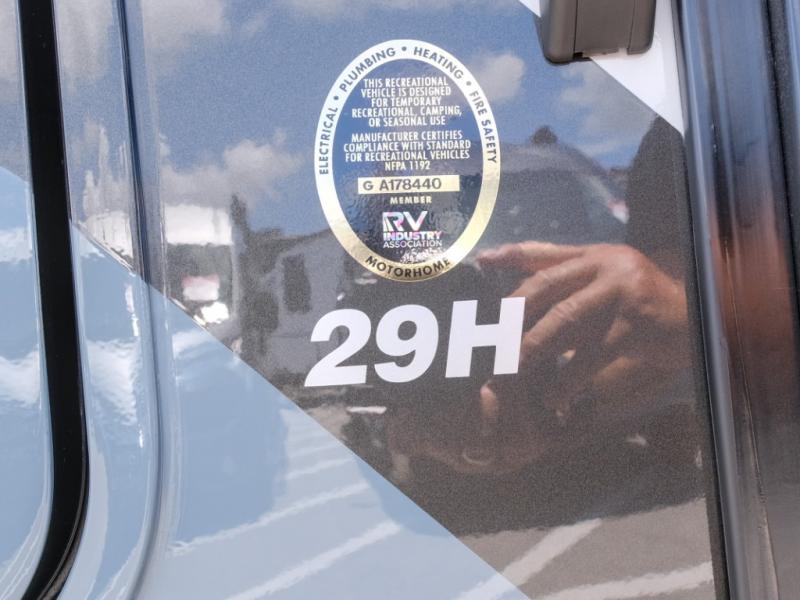 ELECTRICAL • PLUMBING • HEATING • FIRE SAFETY
THIS RECREATIONAL
VEHICLE IS DESIGNED
FOR TEMPORARY
RECREATIONAL, CAMPING,
OR SEASONAL USE
MANUFACTURER CERTIFIES
COMPLIANCE WITH STANDARD
FOR RECREATIONAL VEHICLES
NFPA 1192
G A178440
MEMBER
RV
INDUSTRY
ASSOCIATION
MOTORHOME
29H